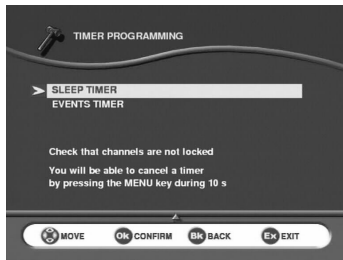 TIMER PROGRAMMING
SLEEP TIMER
EVENTS TIMER
Check that channels are not locked
You will be able to cancel a timer
by pressing the MENU key during 10 s
MOVE Ok CONFIRM Bk BACK Ex EXIT